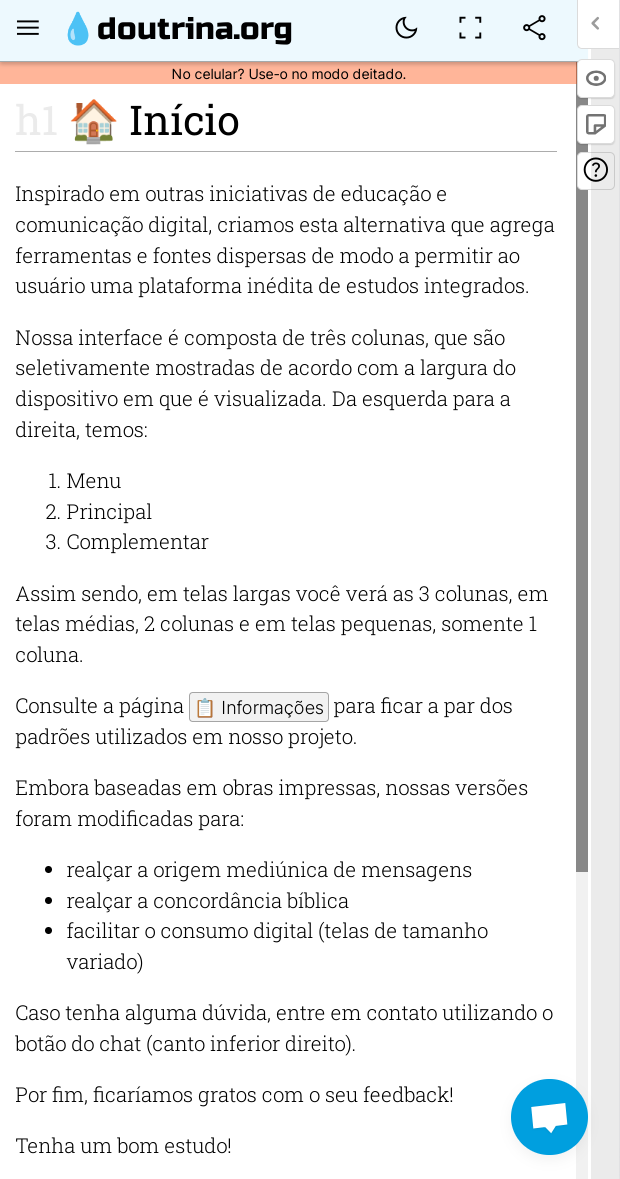 doutrina.org
No celular? Use-o no modo deitado.
h1 🏠 Início
Inspirado em outras iniciativas de educação e
comunicação digital, criamos esta alternativa que agrega
ferramentas e fontes dispersas de modo a permitir ao
usuário uma plataforma inédita de estudos integrados.
Nossa interface é composta de três colunas, que são
seletivamente mostradas de acordo com a largura do
dispositivo em que é visualizada. Da esquerda para a
direita, temos:
1. Menu
2. Principal
3. Complementar
Assim sendo, em telas largas você verá as 3 colunas, em
telas médias, 2 colunas e em telas pequenas, somente 1
coluna.
Consulte a página 📋 Informações para ficar a par dos
padrões utilizados em nosso projeto.
Embora baseadas em obras impressas, nossas versões
foram modificadas para:
• realçar a origem mediúnica de mensagens
• realçar a concordância bíblica
• facilitar o consumo digital (telas de tamanho
variado)
Caso tenha alguma dúvida, entre em contato utilizando o
botão do chat (canto inferior direito).
Por fim, ficaríamos gratos com o seu feedback!
Tenha um bom estudo!